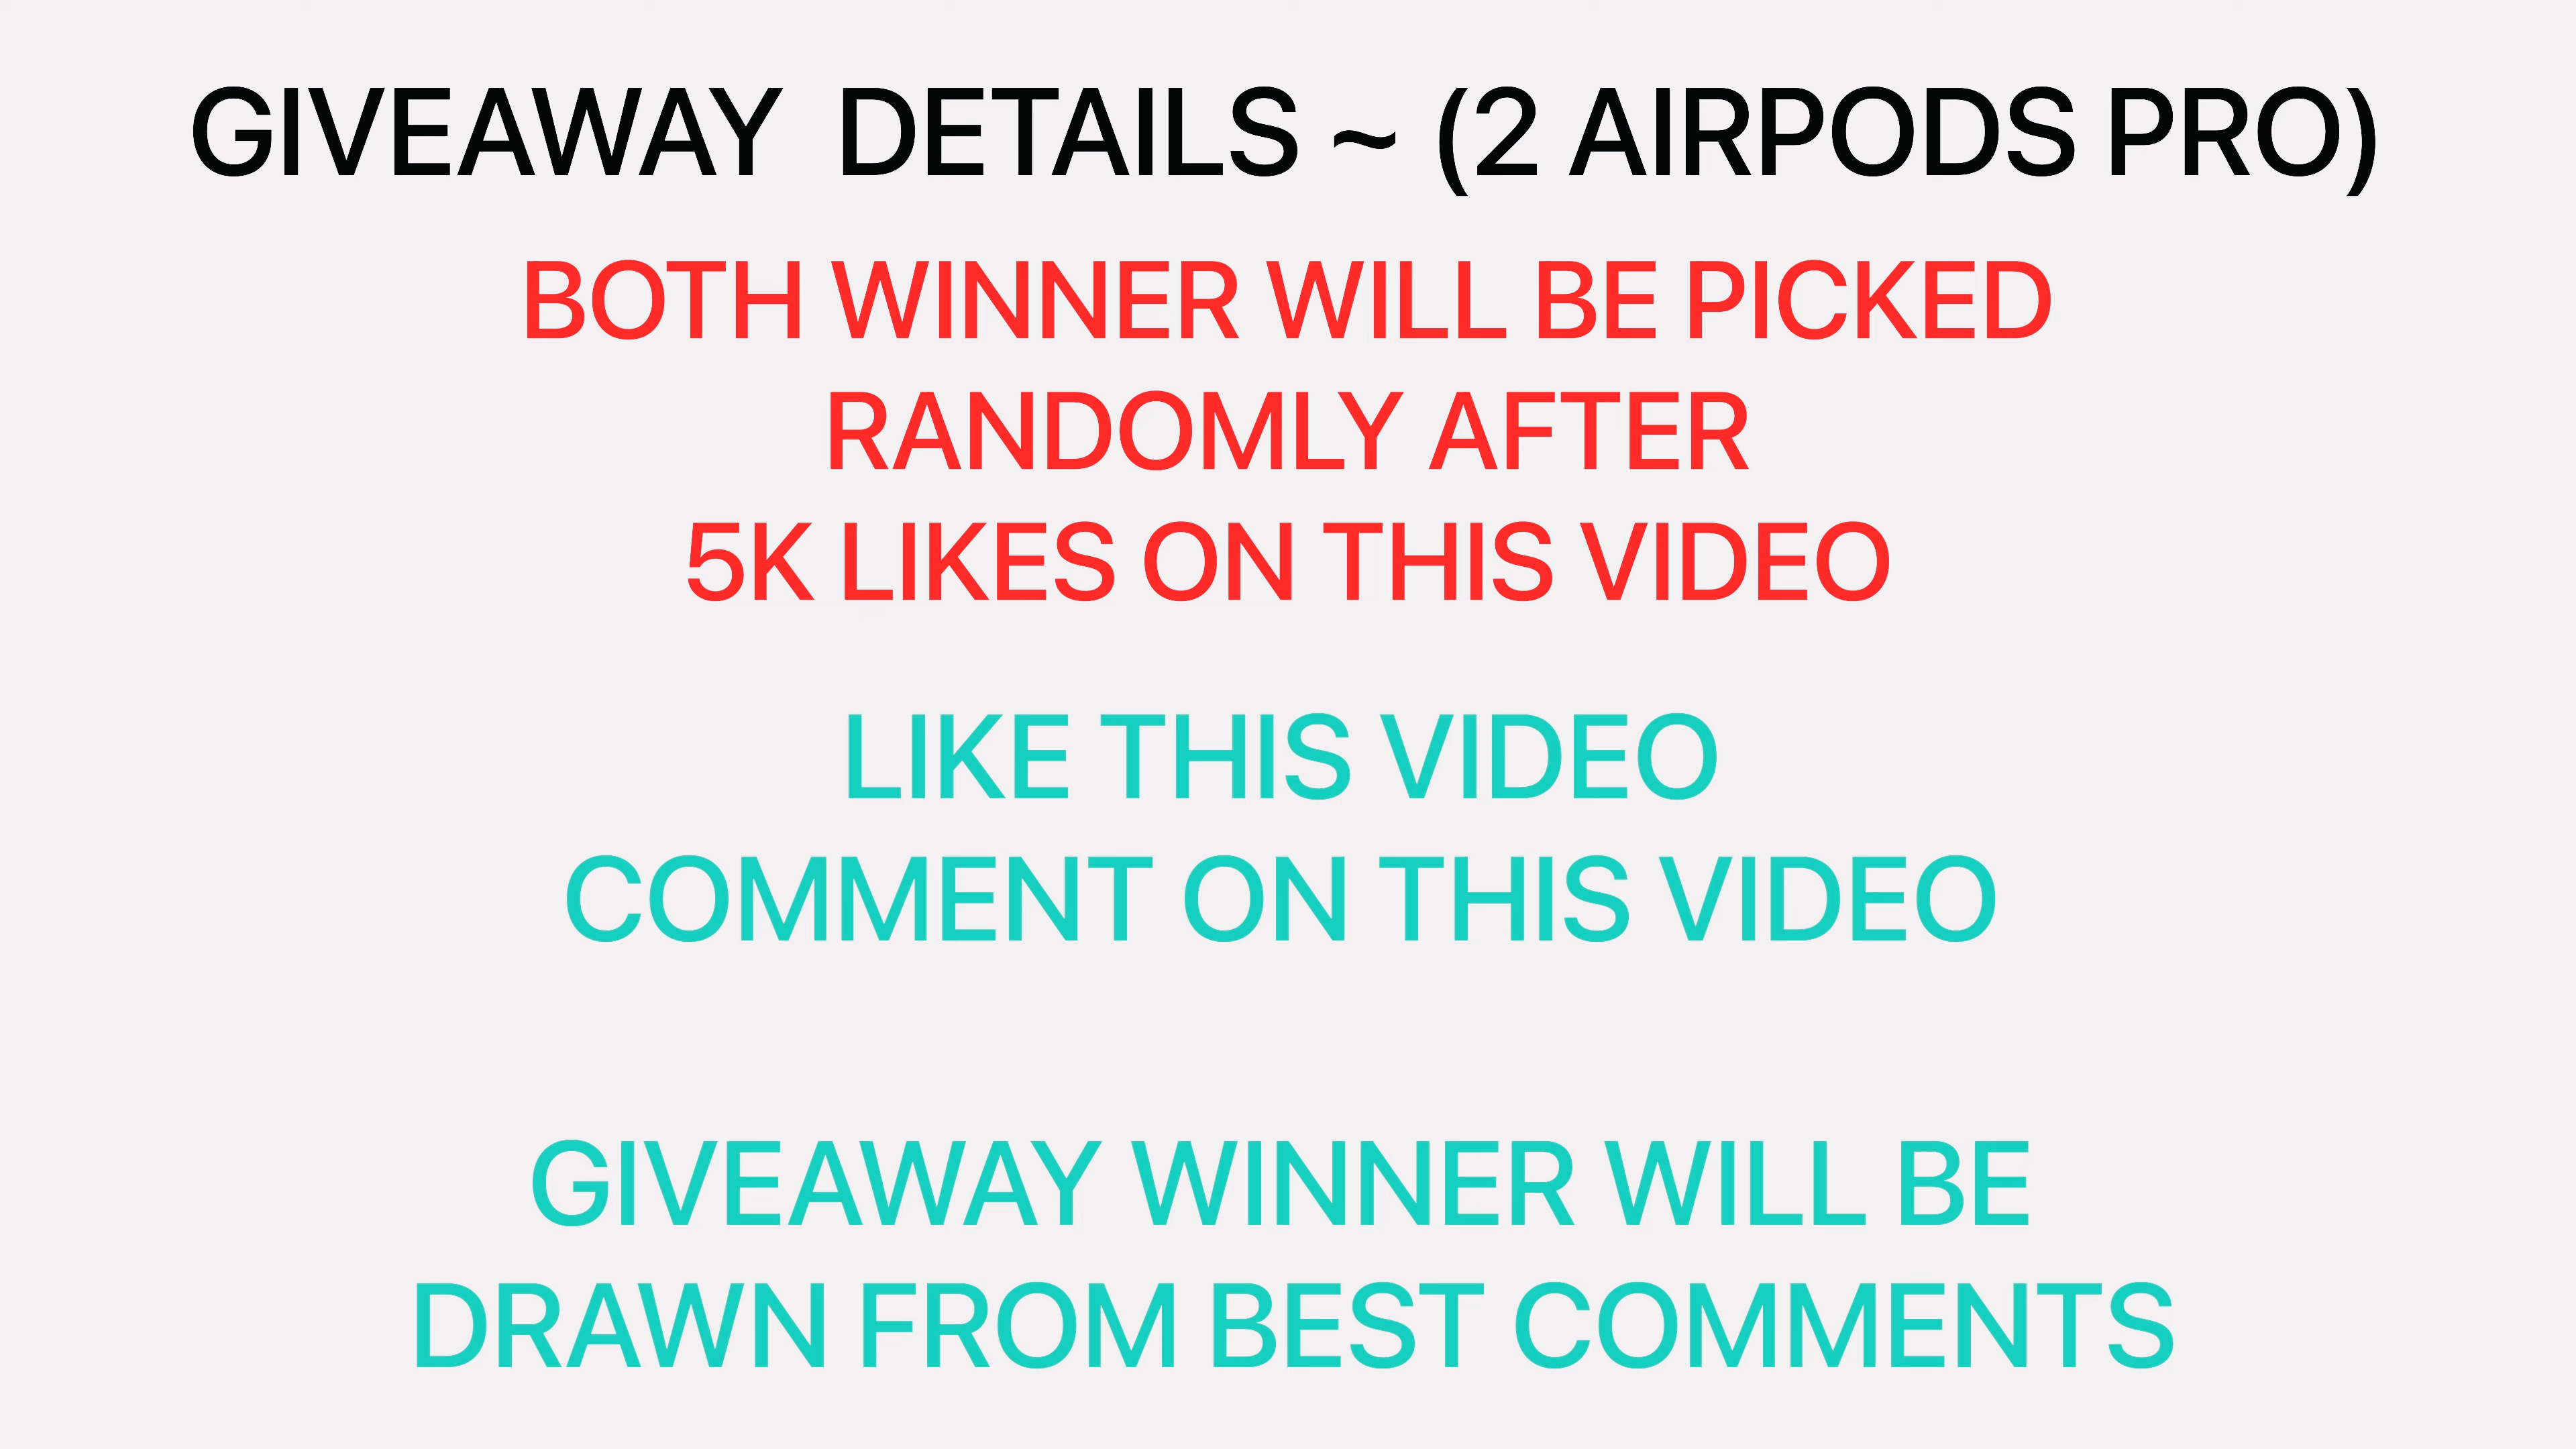 GIVEAWAY  DETAILS ~ (2 AIRPODS PRO)
BOTH WINNER WILL BE PICKED
RANDOMLY AFTER
5K LIKES ON THIS VIDEO
LIKE THIS VIDEO
COMMENT ON THIS VIDEO
GIVEAWAY WINNER WILL BE
DRAWN FROM BEST COMMENTS